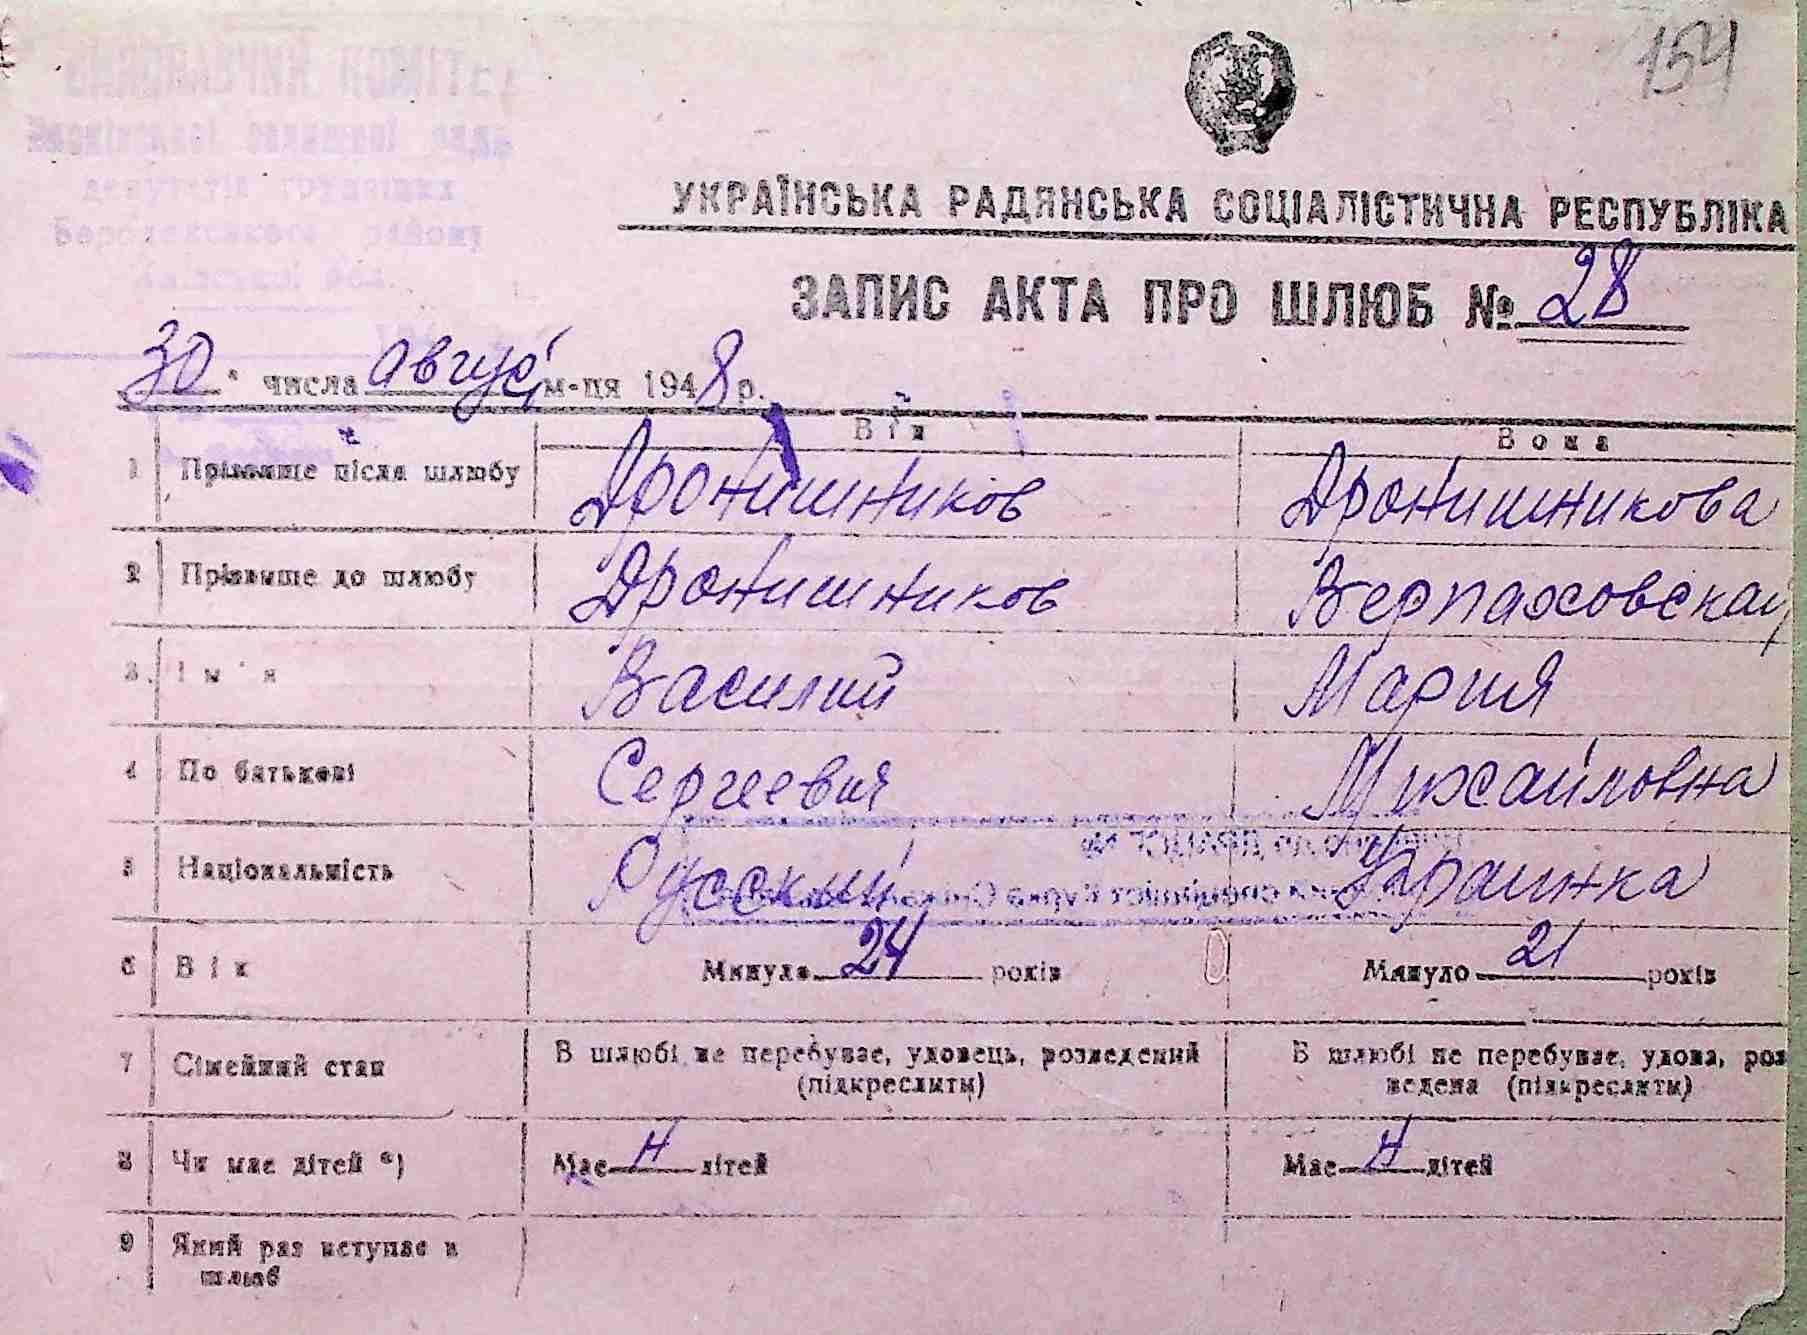 154
УКРАЇНСЬКА РАДЯНСЬКА СОЦІАЛІСТИЧНА РЕСПУБЛІКА
ЗАПИС АКТА ПРО ШЛЮБ № 28
30 числа август м-ця 1948 р.
Він Вона
1 Прізвище після шлюбу Дронишников Дронишникова
2 Прізвище до шлюбу Дронишников Верпаховская
3. Ім'я Василий Мария
4 По батькові Сергеевич Михайловна
5 Національність Русский Украинка
6 Вік Минуло 24 років Минуло 21 років
7 Сімейний стан В шлюбі не перебуває, удовець, розведений (підкреслити) В шлюбі не перебуває, удова, роз
ведена (підкреслити)
8 Чи має дітей *) Має Н дітей Має Н дітей
9 Який раз вступає в
шлюб